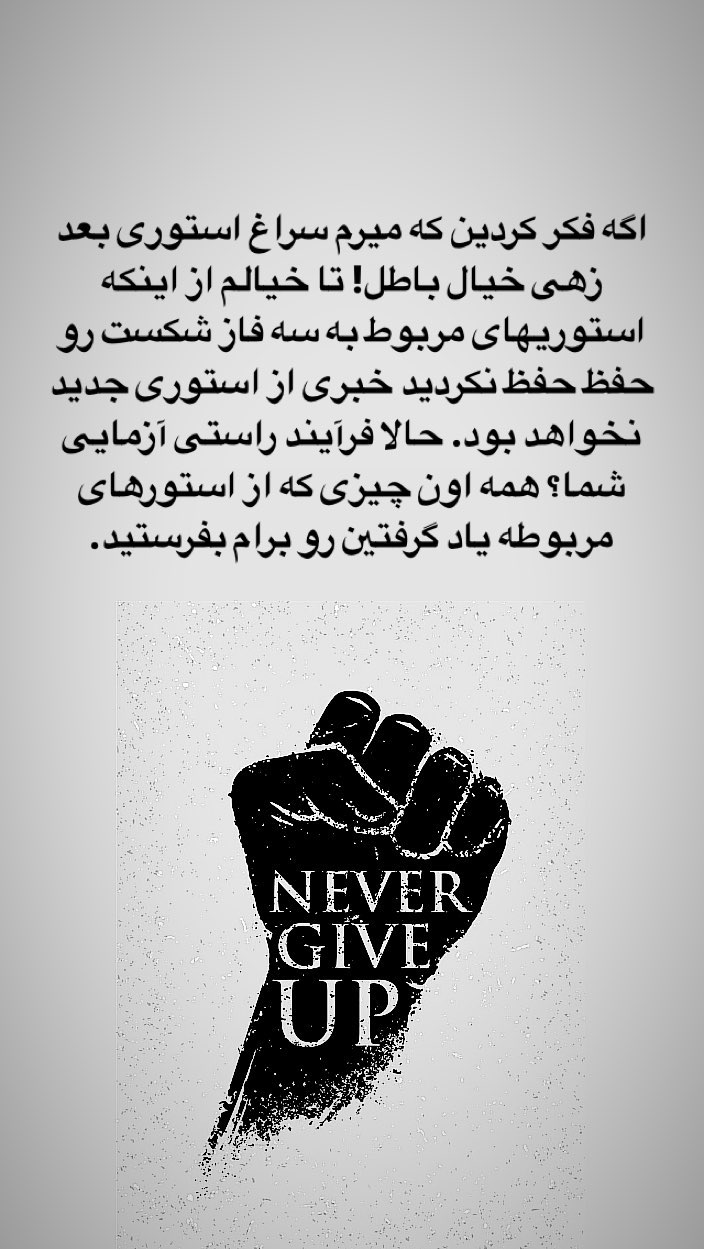 اگه فکر کردین که میرم سراغ استوری بعد
زهی خیال باطل! تا خیالم از اینکه
استوریهای مربوط به سه فاز شکست رو
حفظ حفظ نکردید خبری از استوری جدید
نخواهد بود. حالا فرآیند راستی آزمایی
شما؟ همه اون چیزی که از استورهای
مربوطه یاد گرفتین رو برام بفرستید.
NEVER
GIVE
UP